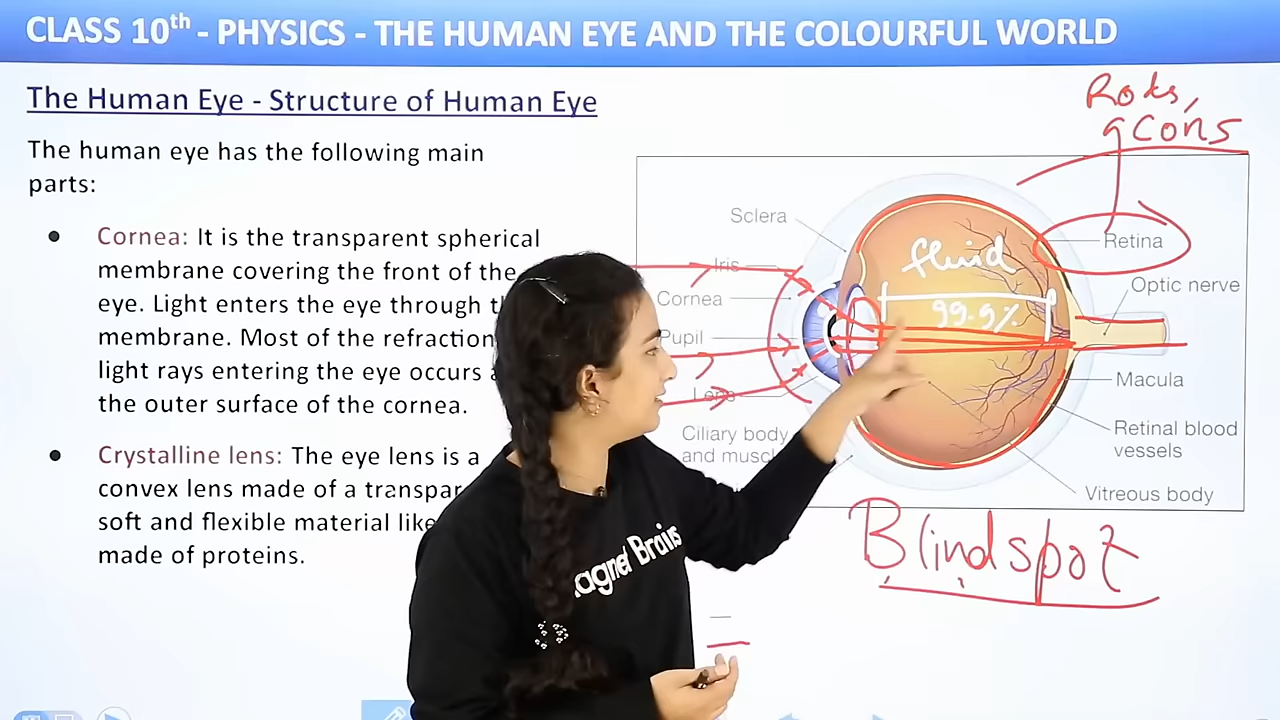 CLASS 10th - PHYSICS - THE HUMAN EYE AND THE COLOURFUL WORLD
The Human Eye - Structure of Human Eye
The human eye has the following main
parts:
● Cornea: It is the transparent spherical
membrane covering the front of the
eye. Light enters the eye through
membrane. Most of the refraction
light rays entering the eye occurs
the outer surface of the cornea.
● Crystalline lens: The eye lens is a
convex lens made of a
soft and flexible material like
made of proteins.
Rods,
Cons
Sclera
Iris
Cornea
Pupil
Lens
Ciliary body
and
fluid
99.9%
Retina
Optic nerve
Macula
Retinal blood
vessels
Vitreous body
Blindspot
Brains